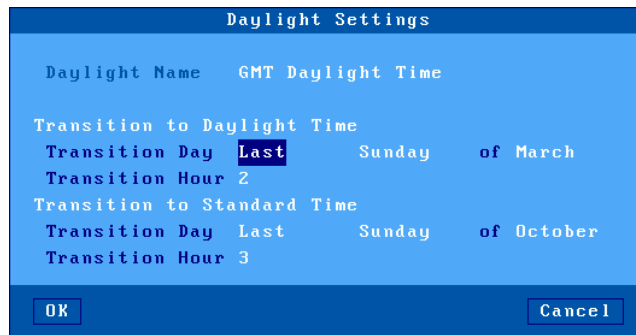 Daylight Settings
Daylight Name GMT Daylight Time
Transition to Daylight Time
Transition Day Last Sunday of March
Transition Hour 2
Transition to Standard Time
Transition Day Last Sunday of October
Transition Hour 3
OK Cancel